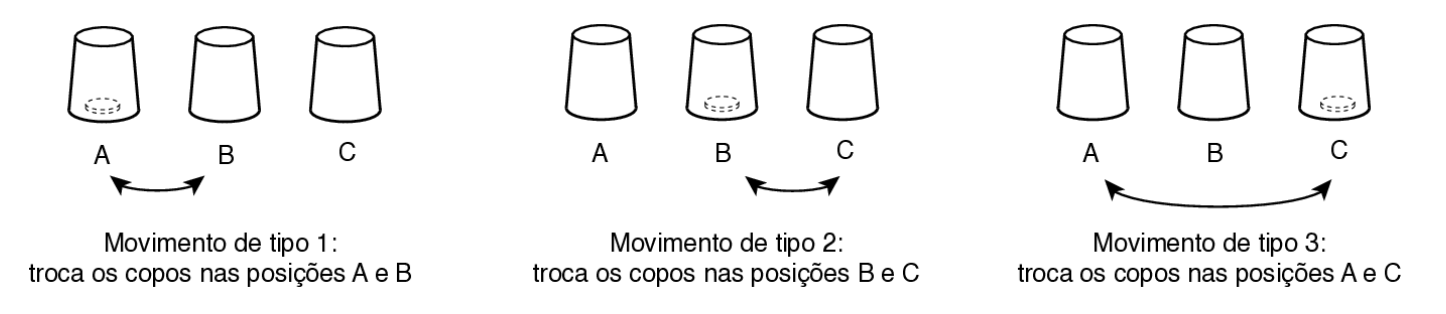 A B C
A B C
A B C
Movimento de tipo 1:
troca os copos nas posições A e B
Movimento de tipo 2:
troca os copos nas posições B e C
Movimento de tipo 3:
troca os copos nas posições A e C